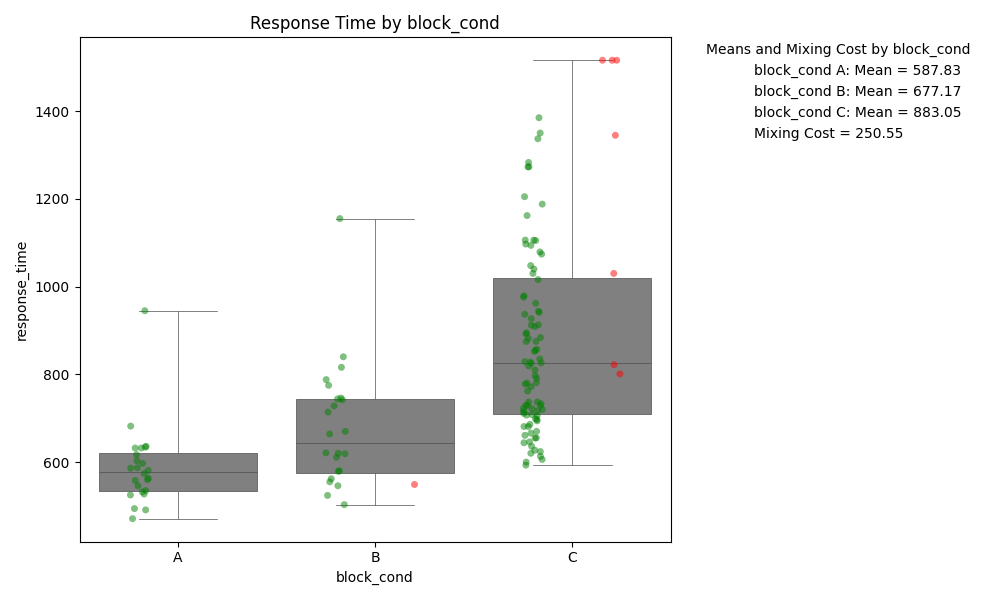 Response Time by block_cond
Means and Mixing Cost by block_cond
block_cond A: Mean = 587.83
block_cond B: Mean = 677.17
block_cond C: Mean = 883.05
Mixing Cost = 250.55
response_time
1400
1200
1000
800
600
A
B
C
block_cond